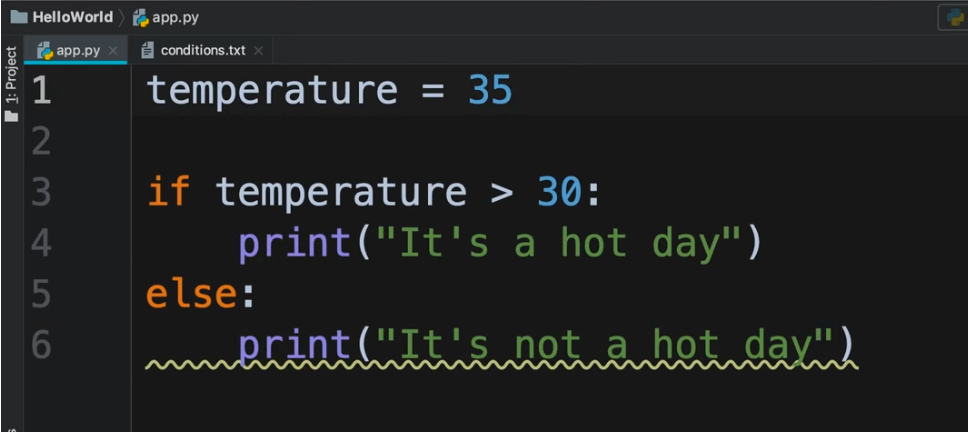 HelloWorld app.py
app.py × conditions.txt ×
1: Project
1 temperature = 35
2
3 if temperature > 30:
4     print("It's a hot day")
5 else:
6     print("It's not a hot day")